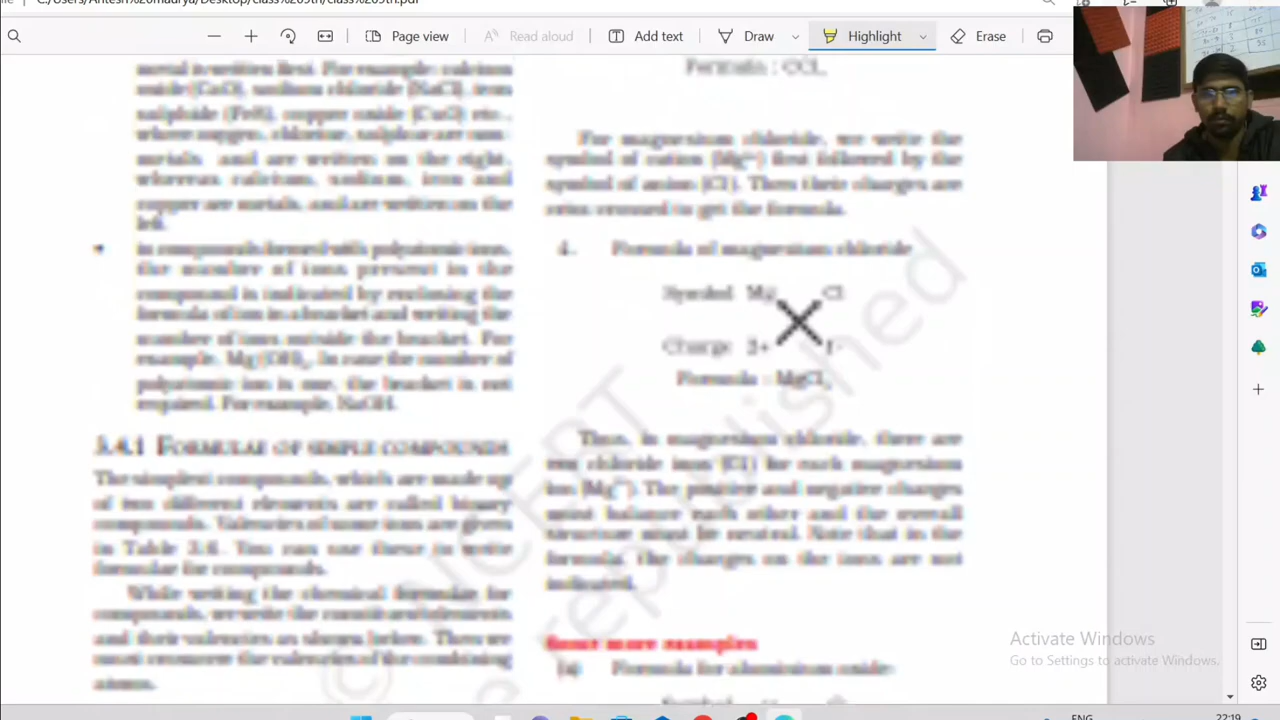 C:/Users/Ashish%20maurya/Desktop/class%209th/class%209th.pdf
Page view
Read aloud
Add text
Draw
Highlight
Erase
metal is written first. For example: calcium
oxide (CaO), sodium chloride (NaCl), iron
sulphide (FeS), copper oxide (CuO) etc.,
where oxygen, chlorine, sulphur are non-
metals and are written on the right,
whereas calcium, sodium, iron and
copper are metals, and are written on the
left.
in compounds formed with polyatomic ions,
the number of ions present in the
compound is indicated by enclosing the
formula of ion in a bracket and writing the
number of ions outside the bracket. For
example, Mg (OH)₂. In case the number of
polyatomic ion is one, the bracket is not
required. For example, NaOH.
3.4.1 FORMULAE OF SIMPLE COMPOUNDS
The simplest compounds, which are made up
of two different elements are called binary
compounds. Valencies of some ions are given
in Table 3.6. You can use these to write
formulae for compounds.
While writing the chemical formulae for
compounds, we write the constituent elements
and their valencies as shown below. Then we
must crossover the valencies of the combining
atoms.
Formula : CCl₄
For magnesium chloride, we write the
symbol of cation (Mg²⁺) first followed by the
symbol of anion (Cl⁻). Then their charges are
criss-crossed to get the formula.
4. Formula of magnesium chloride
Symbol Mg Cl
Charge 2+ 1-
Formula : MgCl₂
Thus, in magnesium chloride, there are
two chloride ions (Cl⁻) for each magnesium
ion (Mg²⁺). The positive and negative charges
must balance each other and the overall
structure must be neutral. Note that in the
formula, the charges on the ions are not
indicated.
Some more examples
(a) Formula for aluminium oxide:
© NCERT
be republished
Activate Windows
Go to Settings to activate Windows.
ENG
22:19